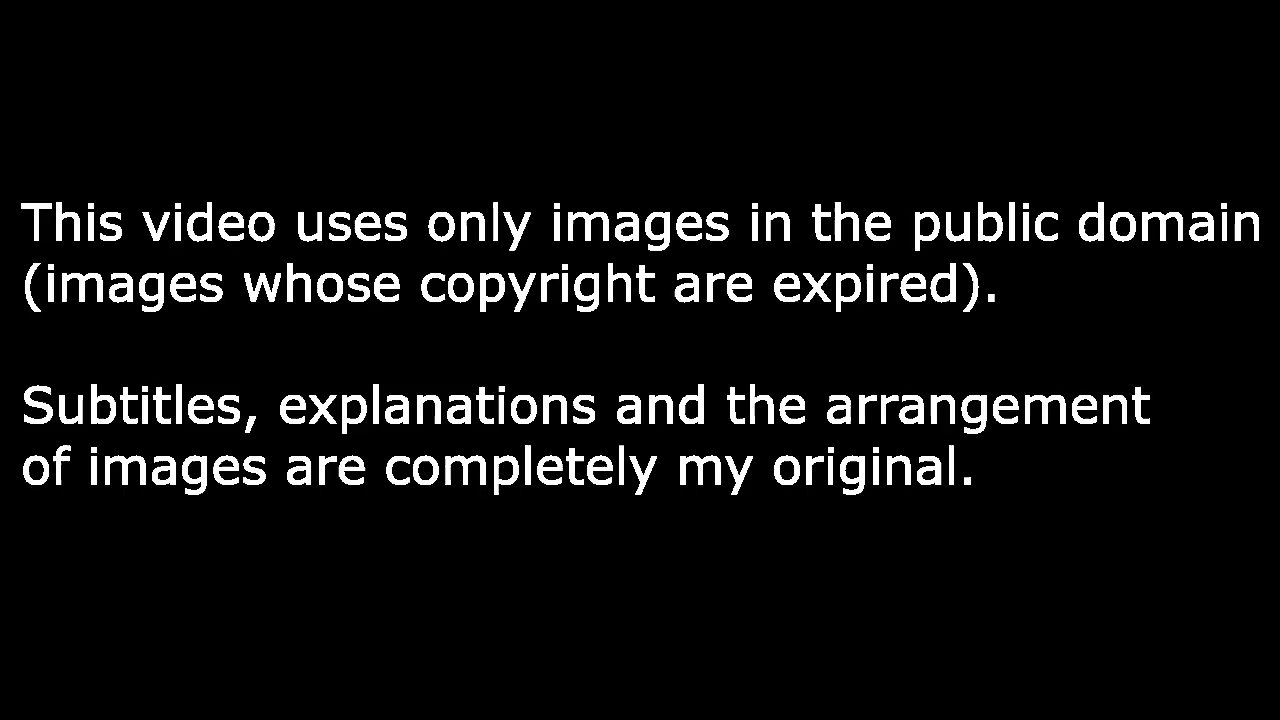 This video uses only images in the public domain
(images whose copyright are expired).
Subtitles, explanations and the arrangement
of images are completely my original.